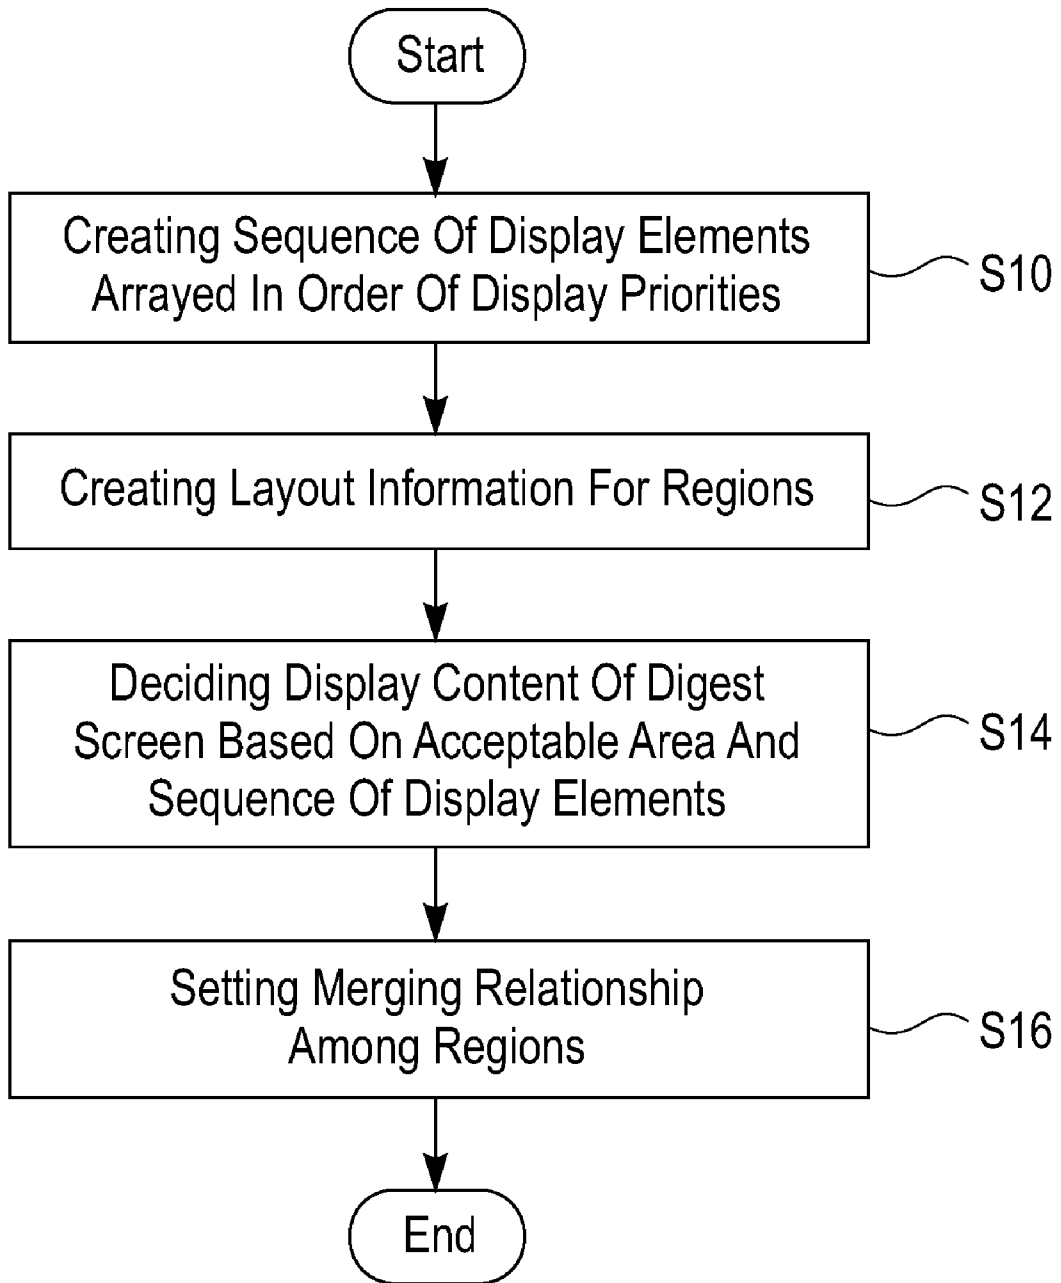 Start
Creating Sequence Of Display Elements
Arrayed In Order Of Display Priorities
S10
Creating Layout Information For Regions
S12
Deciding Display Content Of Digest
Screen Based On Acceptable Area And
Sequence Of Display Elements
S14
Setting Merging Relationship
Among Regions
S16
End